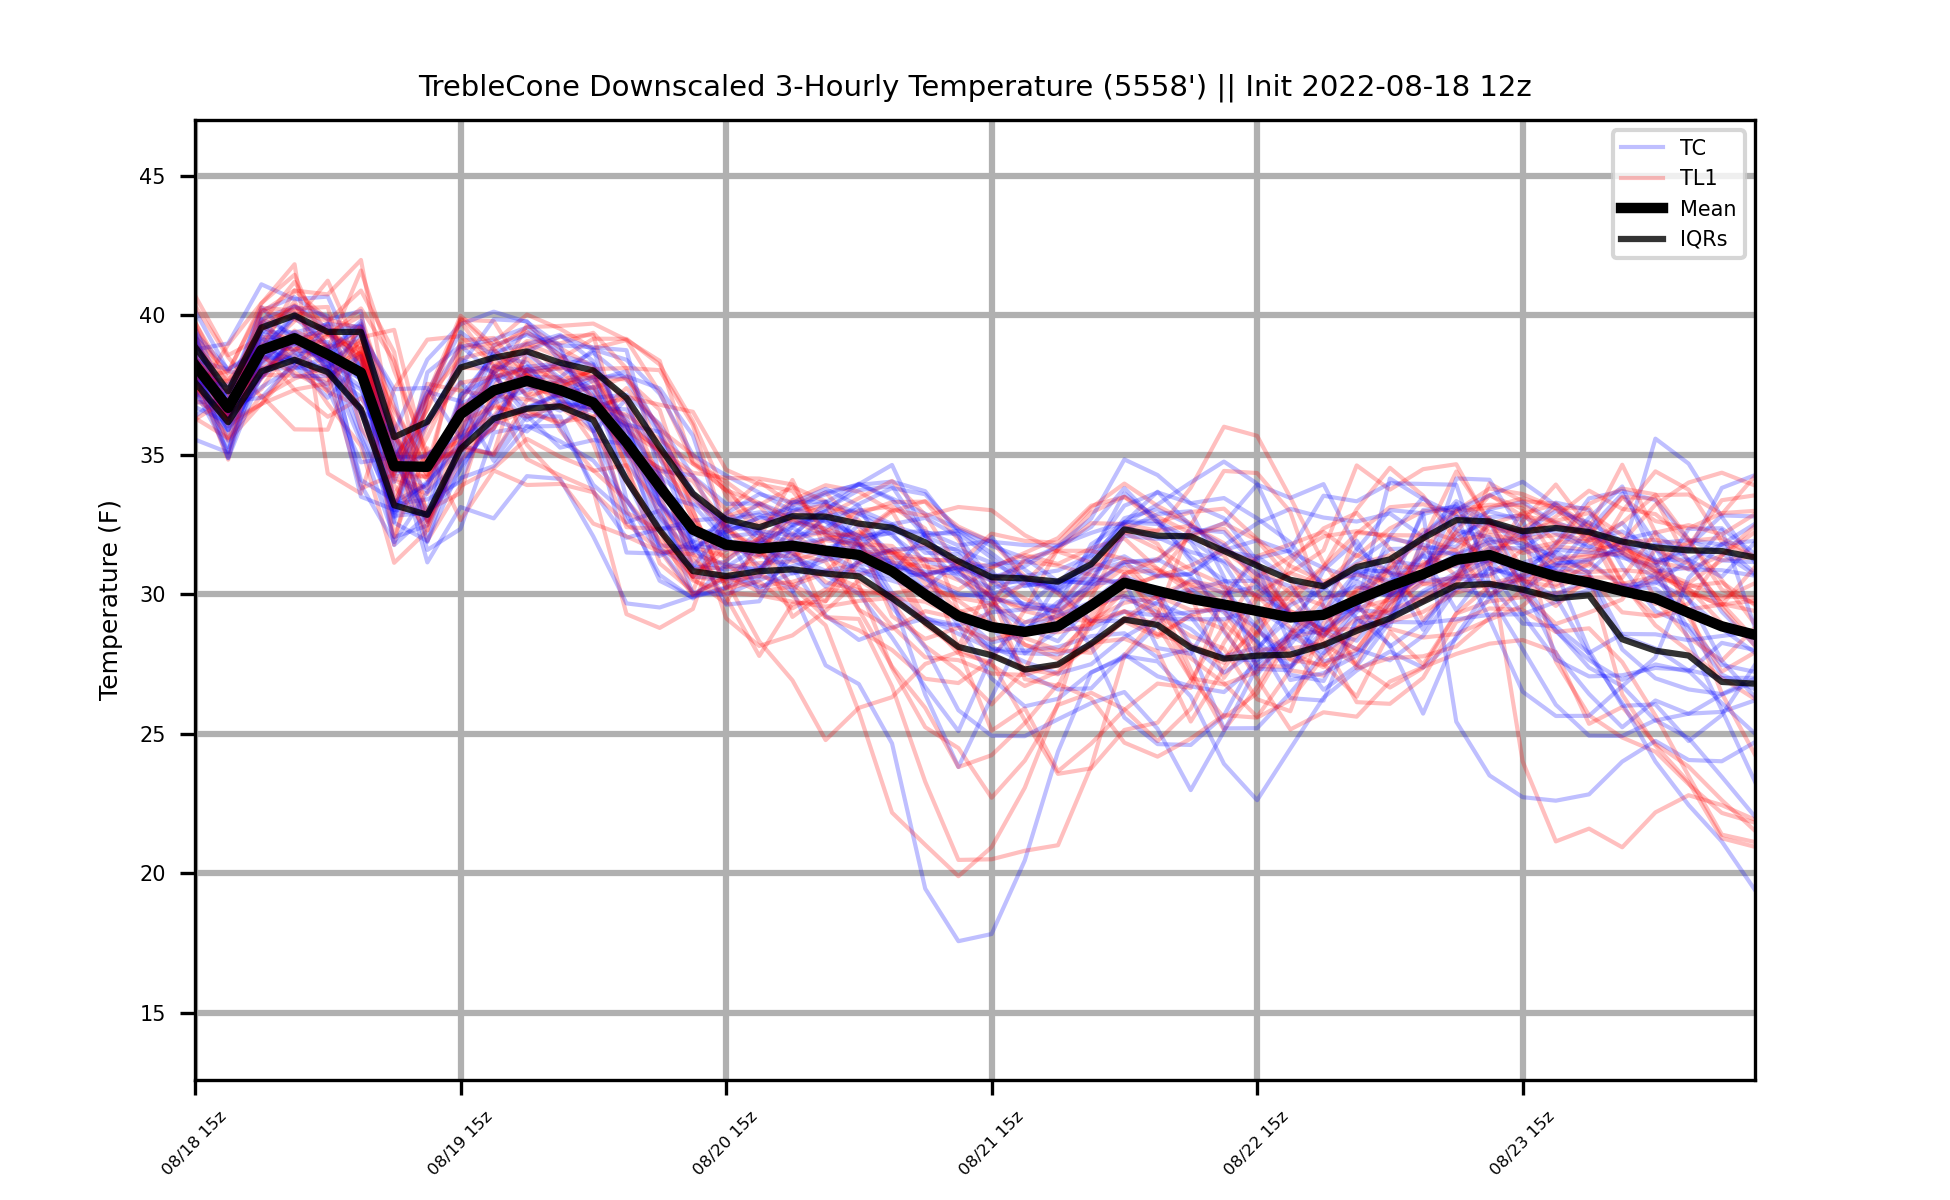 TrebleCone Downscaled 3-Hourly Temperature (5558') || Init 2022-08-18 12z
TC
TL1
Mean
IQRs
Temperature (F)
45
40
35
30
25
20
15
08/18 15z
08/19 15z
08/20 15z
08/21 15z
08/22 15z
08/23 15z